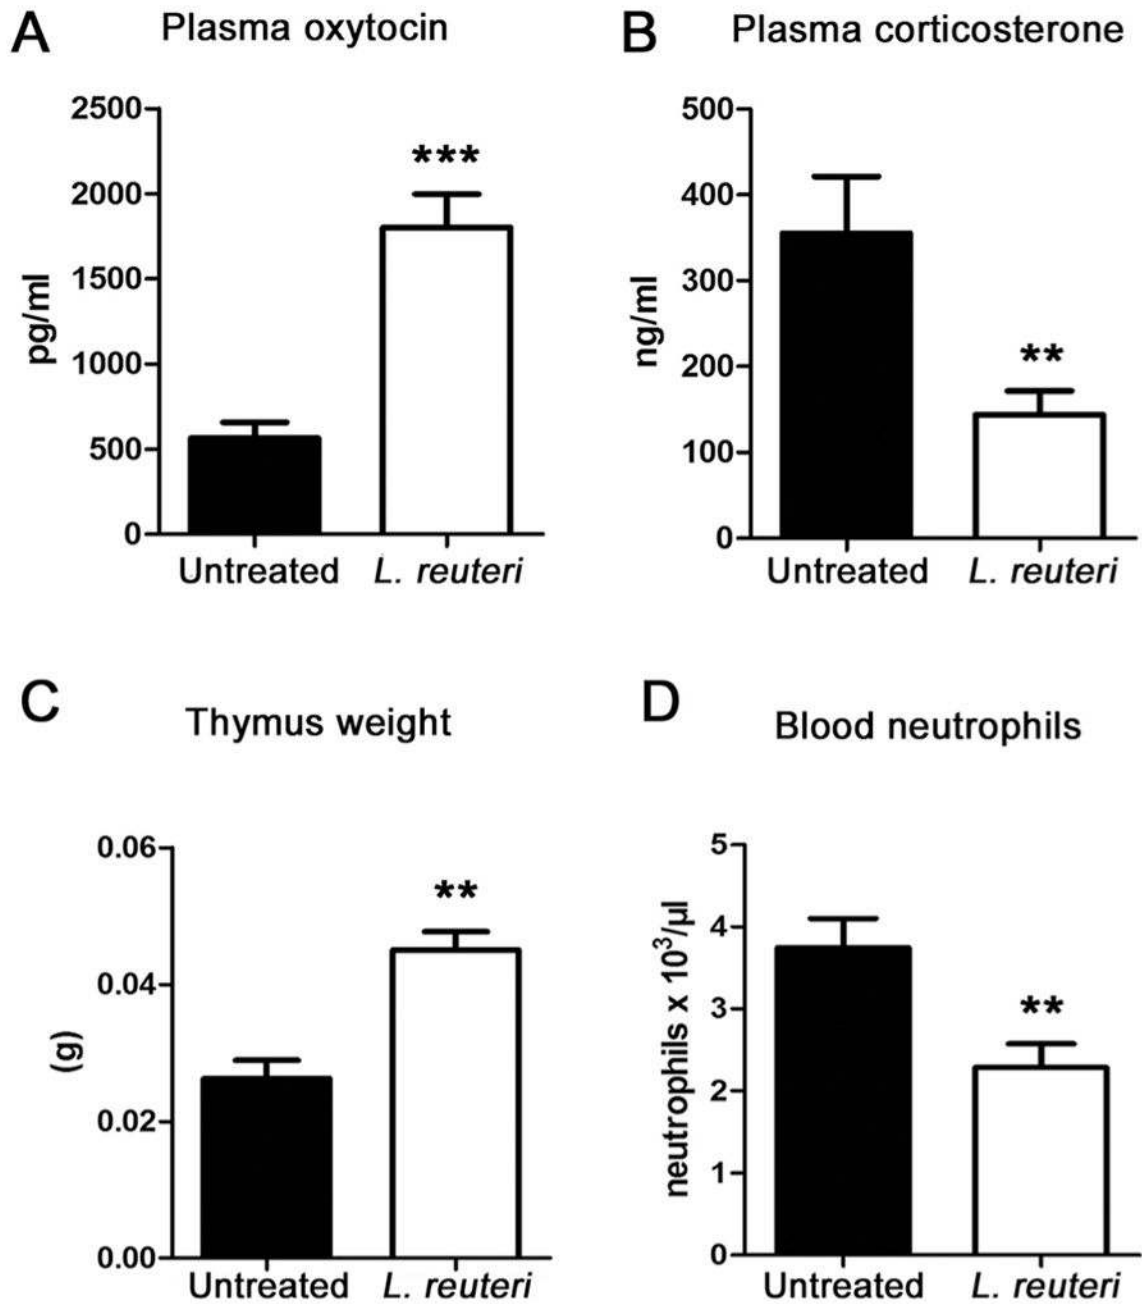 A Plasma oxytocin
pg/ml
2500
2000
1500
1000
500
0
***
Untreated L. reuteri
B Plasma corticosterone
ng/ml
500
400
300
200
100
0
**
Untreated L. reuteri
C Thymus weight
(g)
0.06
0.04
0.02
0.00
**
Untreated L. reuteri
D Blood neutrophils
neutrophils x 10³/µl
5
4
3
2
1
0
**
Untreated L. reuteri